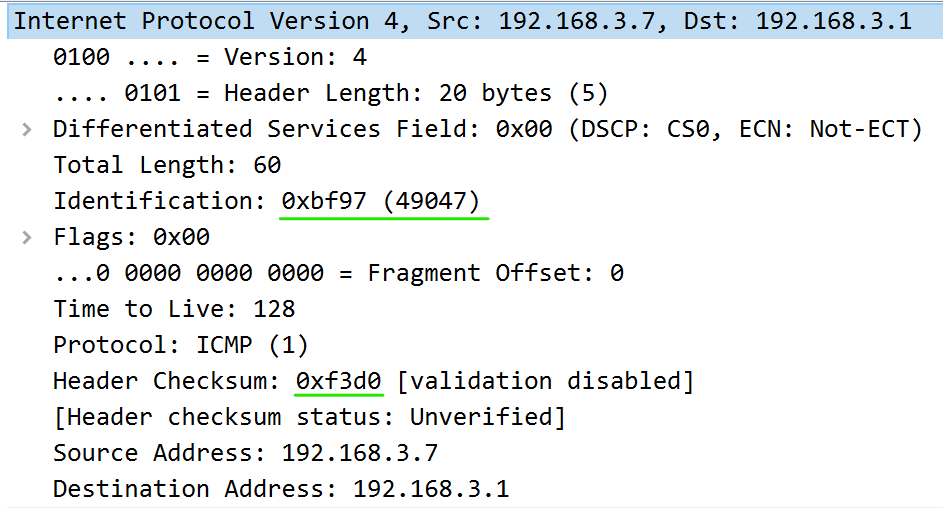 Internet Protocol Version 4, Src: 192.168.3.7, Dst: 192.168.3.1
0100 .... = Version: 4
.... 0101 = Header Length: 20 bytes (5)
Differentiated Services Field: 0x00 (DSCP: CS0, ECN: Not-ECT)
Total Length: 60
Identification: 0xbf97 (49047)
Flags: 0x00
...0 0000 0000 0000 = Fragment Offset: 0
Time to Live: 128
Protocol: ICMP (1)
Header Checksum: 0xf3d0 [validation disabled]
[Header checksum status: Unverified]
Source Address: 192.168.3.7
Destination Address: 192.168.3.1